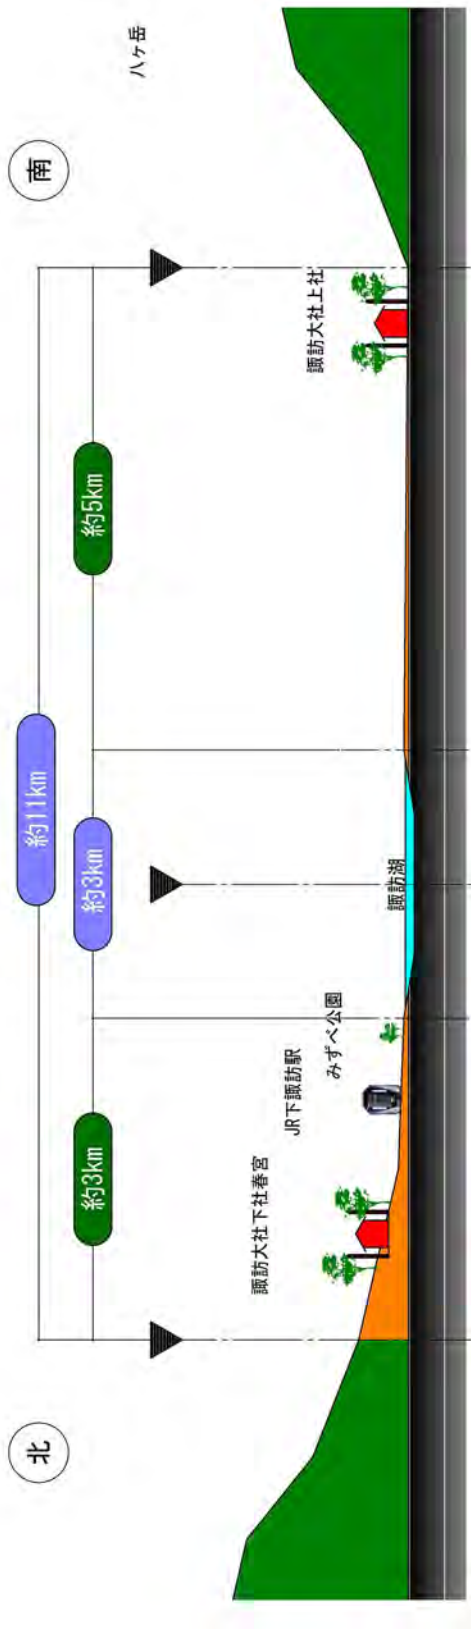 北
南
約11km
約3km
約3km
約5km
八ヶ岳
諏訪大社下社春宮
JR下諏訪駅
みずべ公園
諏訪湖
諏訪大社上社